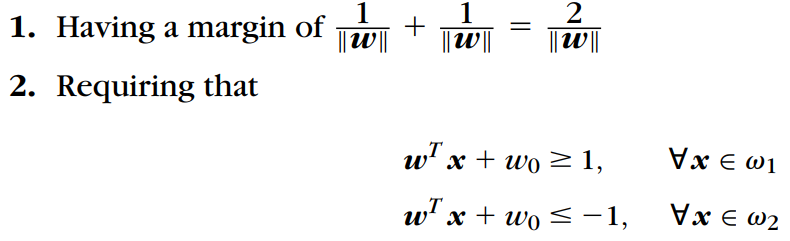 1. Having a margin of 1/‖w‖ + 1/‖w‖ = 2/‖w‖
2. Requiring that
wᵀx + w₀ ≥ 1, ∀x ∈ ω₁
wᵀx + w₀ ≤ −1, ∀x ∈ ω₂